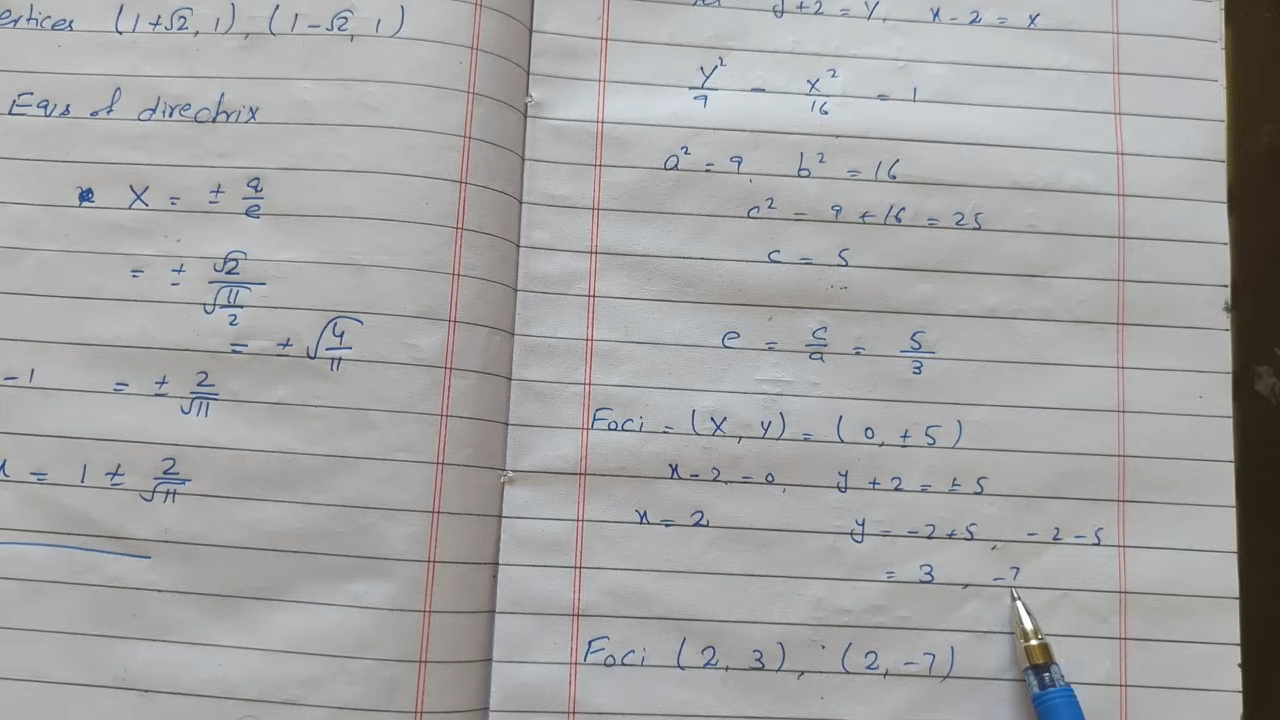 (1+√2, 1), (1-√2, 1)
Eqs of directrix
X = ± a/e
= ± √2/√(11/2)
= ± √(4/11)
-1 = ± 2/√11
x = 1 ± 2/√11
y+2 = Y, x-2 = X
Y²/9 - X²/16 = 1
a² = 9, b² = 16
c² = 9 + 16 = 25
c = 5
e = c/a = 5/3
Foci = (X, Y) = (0, ±5)
x-2 = 0, y+2 = ±5
x = 2, y = -2+5, -2-5
= 3, -7
Foci (2, 3), (2, -7)